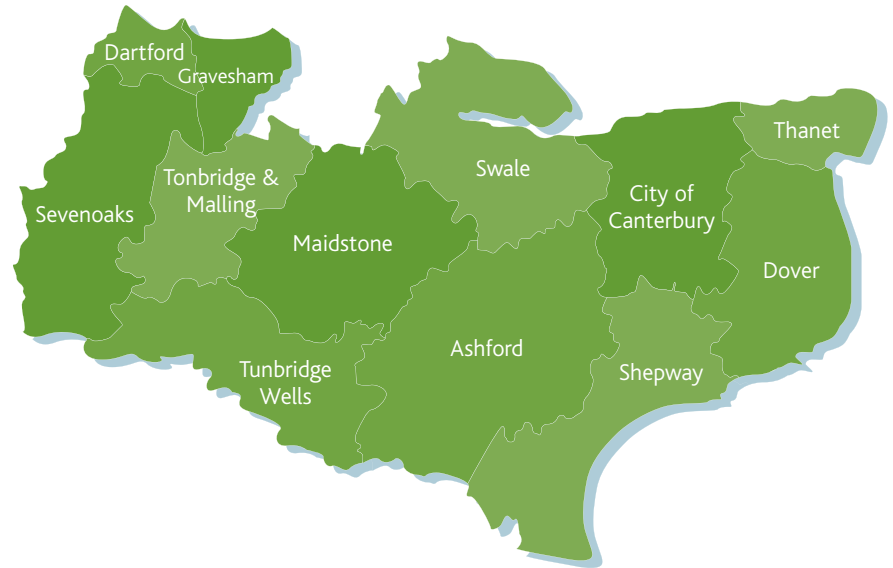 Dartford
Gravesham
Thanet
Swale
Tonbridge &
Malling
City of
Canterbury
Sevenoaks
Maidstone
Dover
Ashford
Shepway
Tunbridge
Wells